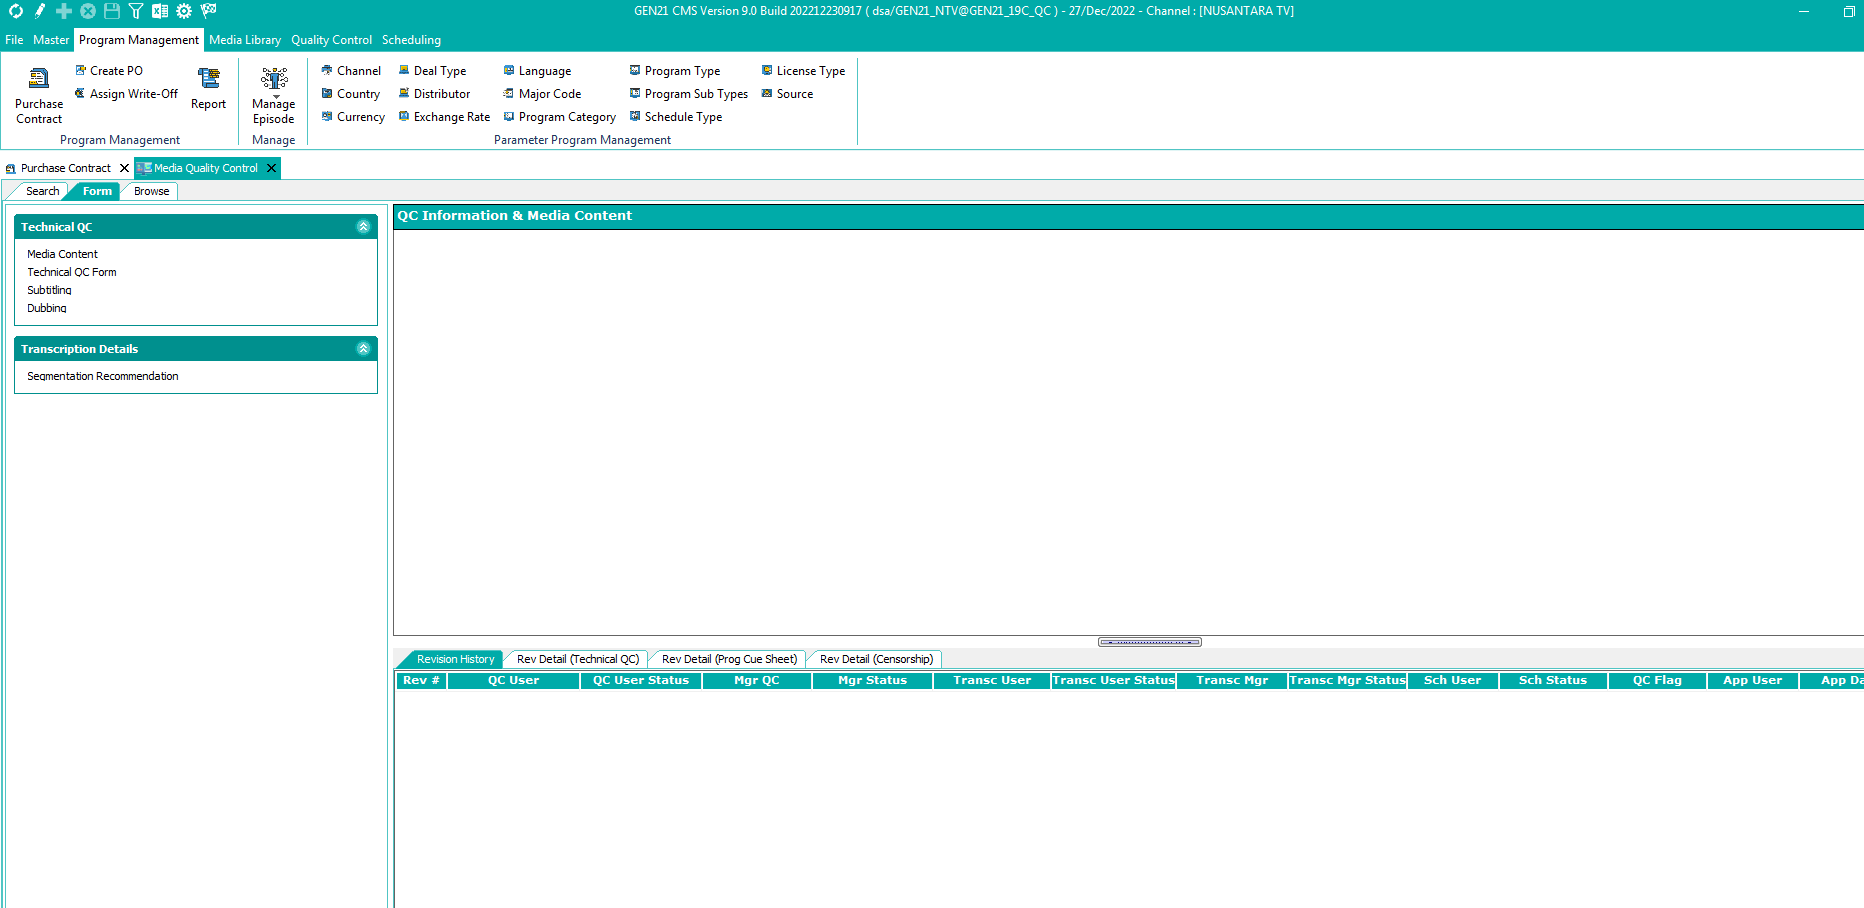 GEN21 CMS Version 9.0 Build 202212230917 ( dsa/GEN21_NTV@GEN21_19C_QC ) - 27/Dec/2022 - Channel : [NUSANTARA TV]
File Master Program Management Media Library Quality Control Scheduling
Purchase Contract
Create PO
Assign Write-Off
Report
Program Management
Manage Episode
Manage
Channel Deal Type Language Program Type License Type
Country Distributor Major Code Program Sub Types Source
Currency Exchange Rate Program Category Schedule Type
Parameter Program Management
Purchase Contract Media Quality Control
Search Form Browse
Technical QC
Media Content
Technical QC Form
Subtitling
Dubbing
Transcription Details
Segmentation Recommendation
QC Information & Media Content
Revision History Rev Detail (Technical QC) Rev Detail (Prog Cue Sheet) Rev Detail (Censorship)
Rev # QC User QC User Status Mgr QC Mgr Status Transc User Transc User Status Transc Mgr Transc Mgr Status Sch User Sch Status QC Flag App User App Da